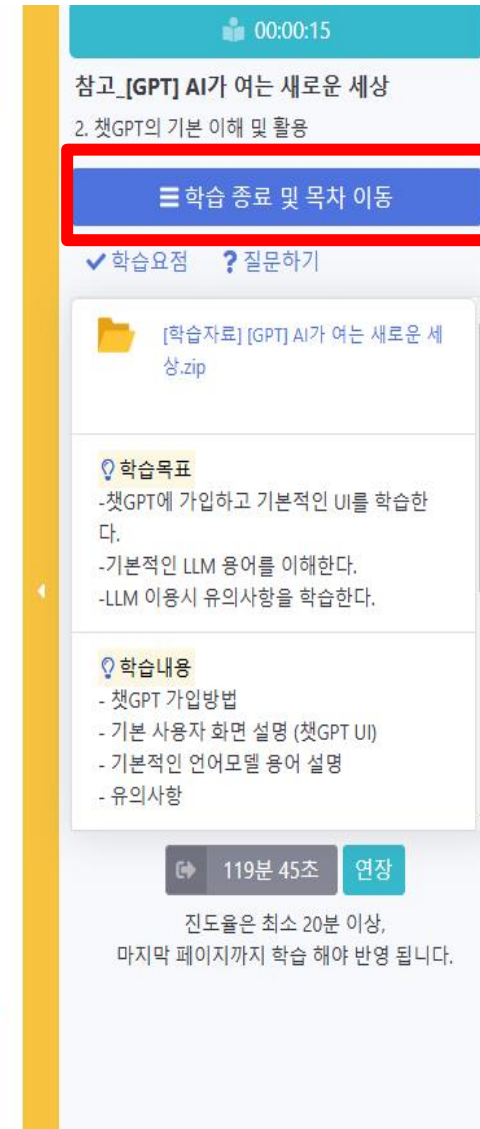 00:00:15
참고_[GPT] AI가 여는 새로운 세상
2. 챗GPT의 기본 이해 및 활용
학습 종료 및 목차 이동
학습요점 ? 질문하기
[학습자료] [GPT] AI가 여는 새로운 세
상.zip
학습목표
-챗GPT에 가입하고 기본적인 UI를 학습한
다.
-기본적인 LLM 용어를 이해한다.
-LLM 이용시 유의사항을 학습한다.
학습내용
- 챗GPT 가입방법
- 기본 사용자 화면 설명 (챗GPT UI)
- 기본적인 언어모델 용어 설명
- 유의사항
119분 45초 연장
진도율은 최소 20분 이상,
마지막 페이지까지 학습 해야 반영 됩니다.